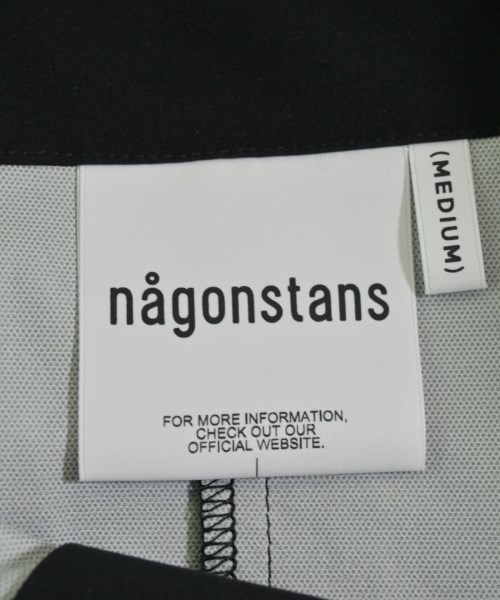 (MEDIUM)
någonstans
FOR MORE INFORMATION,
CHECK OUT OUR
OFFICIAL WEBSITE.